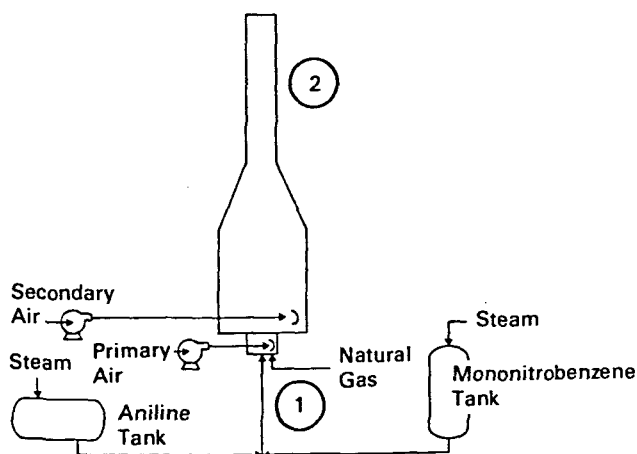 2
Secondary
Air
Steam
Primary
Air
Natural
Gas
Steam
Mononitrobenzene
Tank
Aniline
Tank
1